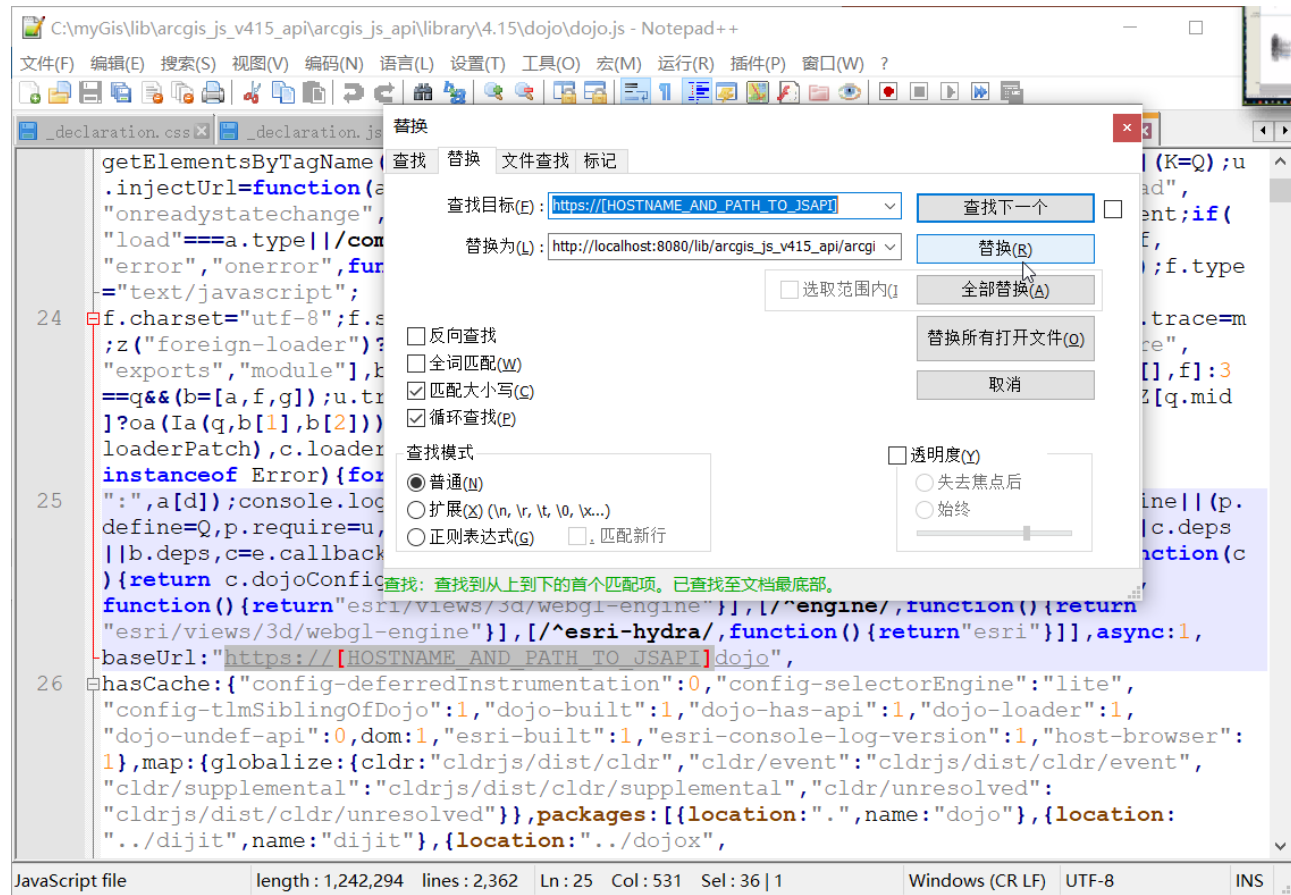 C:\myGis\lib\arcgis_js_v415_api\arcgis_js_api\library\4.15\dojo\dojo.js - Notepad++
文件(F) 编辑(E) 搜索(S) 视图(V) 编码(N) 语言(L) 设置(T) 工具(O) 宏(M) 运行(R) 插件(P) 窗口(W) ?
_declaration.css _declaration.js
替换
查找 替换 文件查找 标记
查找目标(F) : https://[HOSTNAME_AND_PATH_TO_JSAPI] 查找下一个
替换为(L) : http://localhost:8080/lib/arcgis_js_v415_api/arcgi 替换(R)
选取范围内(I 全部替换(A)
替换所有打开文件(O)
取消
反向查找
全词匹配(W)
匹配大小写(C)
循环查找(P)
查找模式
普通(N)
扩展(X) (\n, \r, \t, \0, \x...)
正则表达式(G) . 匹配新行
透明度(Y)
失去焦点后
始终
查找: 查找到从上到下的首个匹配项。已查找至文档最底部。
getElementsByTagName( |(K=Q);u
.injectUrl=function(a ad",
"onreadystatechange", ent;if(
"load"===a.type||/com f,
"error","onerror",fun );f.type
="text/javascript";
24 f.charset="utf-8";f.s .trace=m
;z("foreign-loader")? re",
"exports","module"],b [],f]:3
==q&&(b=[a,f,g]);u.tr Z[q.mid
]?oa(Ia(q,b[1],b[2]))
loaderPatch),c.loader
instanceof Error){for
25 ":",a[d]);console.log ine||(p.
define=Q,p.require=u, |c.deps
||b.deps,c=e.callback nction(c
){return c.dojoConfig
function(){return"esri/views/3d/webgl-engine"}],[/^engine/,function(){return
"esri/views/3d/webgl-engine"}],[/^esri-hydra/,function(){return"esri"}]],async:1,
baseUrl:"https://[HOSTNAME_AND_PATH_TO_JSAPI]dojo",
26 hasCache:{"config-deferredInstrumentation":0,"config-selectorEngine":"lite",
"config-tlmSiblingOfDojo":1,"dojo-built":1,"dojo-has-api":1,"dojo-loader":1,
"dojo-undef-api":0,dom:1,"esri-built":1,"esri-console-log-version":1,"host-browser":
1},map:{globalize:{cldr:"cldrjs/dist/cldr","cldr/event":"cldrjs/dist/cldr/event",
"cldr/supplemental":"cldrjs/dist/cldr/supplemental","cldr/unresolved":
"cldrjs/dist/cldr/unresolved"}},packages:[{location:".",name:"dojo"},{location:
"../dijit",name:"dijit"},{location:"../dojox",
JavaScript file length : 1,242,294 lines : 2,362 Ln : 25 Col : 531 Sel : 36 | 1 Windows (CR LF) UTF-8 INS